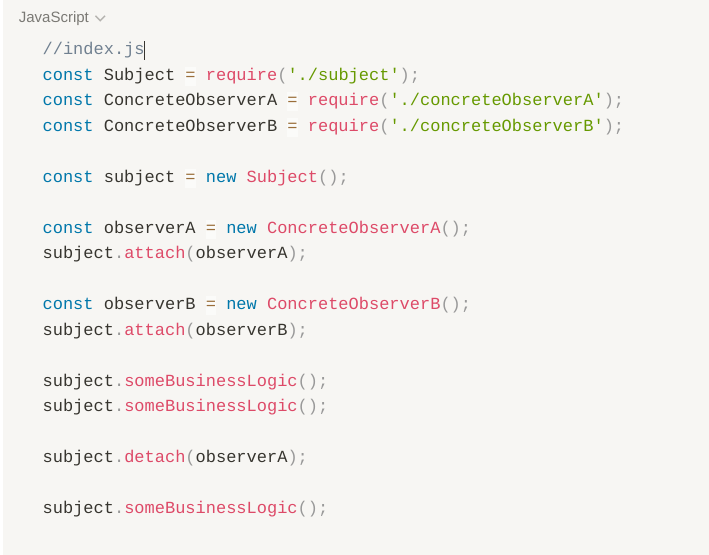 JavaScript
//index.js
const Subject = require('./subject');
const ConcreteObserverA = require('./concreteObserverA');
const ConcreteObserverB = require('./concreteObserverB');
const subject = new Subject();
const observerA = new ConcreteObserverA();
subject.attach(observerA);
const observerB = new ConcreteObserverB();
subject.attach(observerB);
subject.someBusinessLogic();
subject.someBusinessLogic();
subject.detach(observerA);
subject.someBusinessLogic();